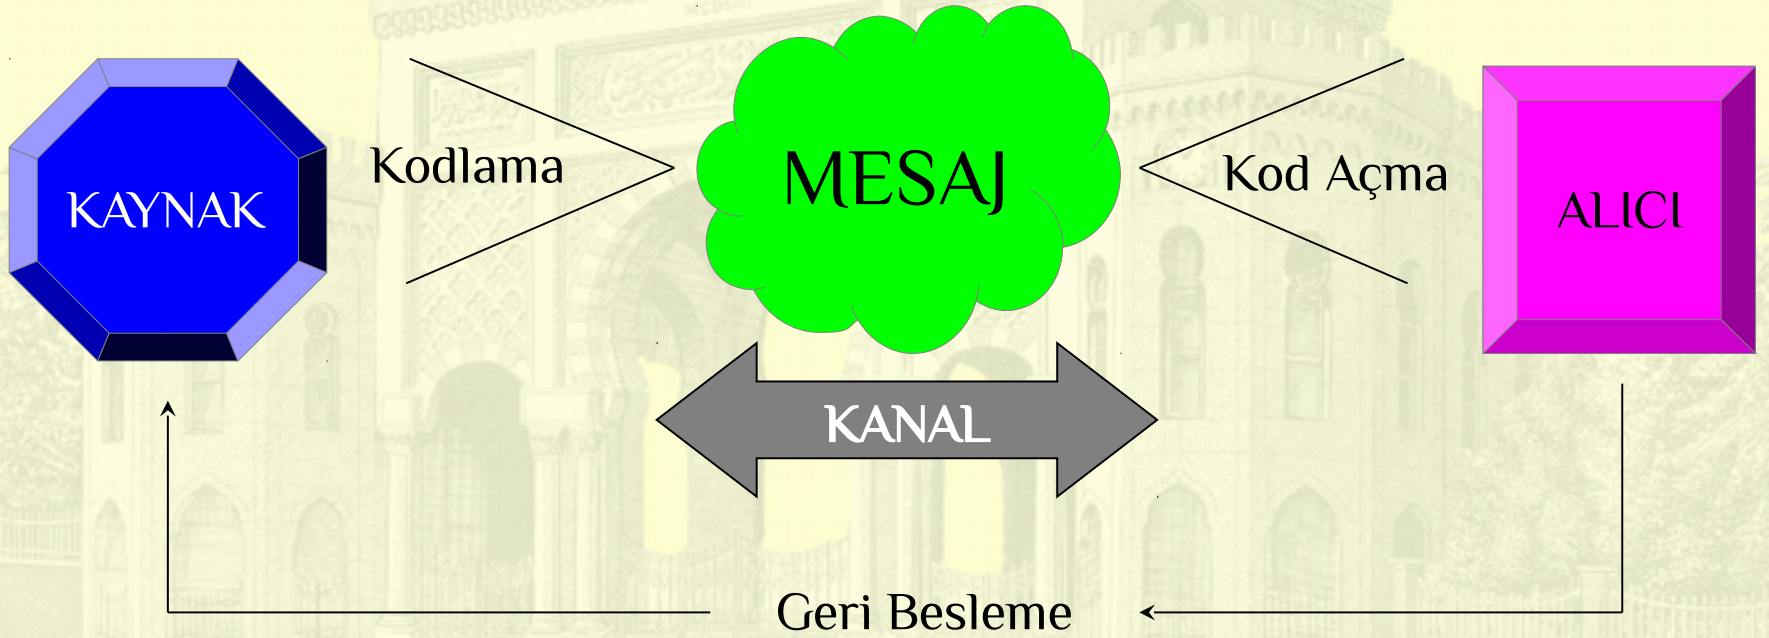 MESAJ
Kodlama
Kod Açma
KAYNAK
ALICI
KANAL
Geri Besleme